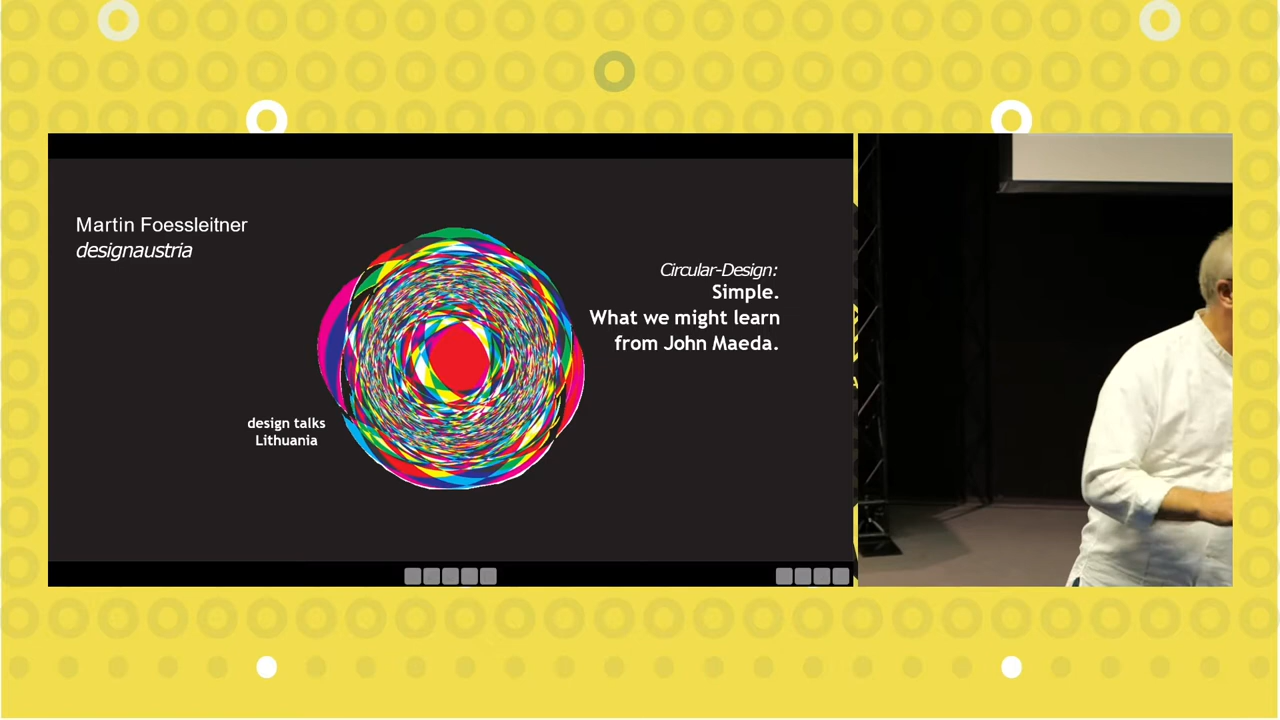 Martin Foessleitner
designaustria
Circular-Design:
Simple.
What we might learn
from John Maeda.
design talks
Lithuania